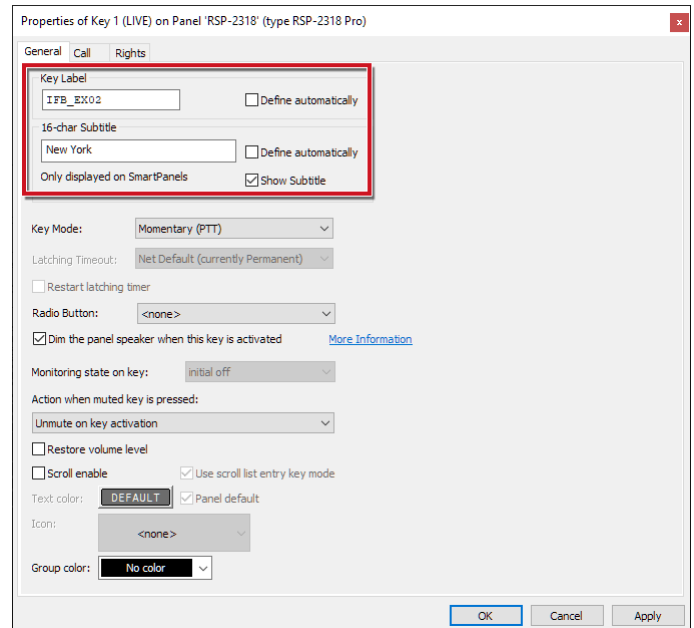 Properties of Key 1 (LIVE) on Panel 'RSP-2318' (type RSP-2318 Pro)
x
General Call Rights
Key Label
IFB_EX02 Define automatically
16-char Subtitle
New York Define automatically
Only displayed on SmartPanels Show Subtitle
Key Mode: Momentary (PTT)
Latching Timeout: Net Default (currently Permanent)
Restart latching timer
Radio Button: <none>
Dim the panel speaker when this key is activated More Information
Monitoring state on key: initial off
Action when muted key is pressed:
Unmute on key activation
Restore volume level
Scroll enable Use scroll list entry key mode
Text color: DEFAULT Panel default
Icon:
<none>
Group color: No color
OK Cancel Apply